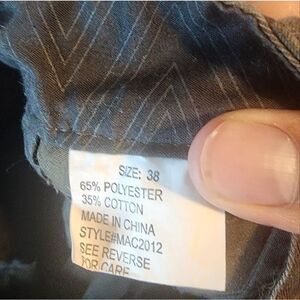 SIZE: 38
65% POLYESTER
35% COTTON
MADE IN CHINA
STYLE#MAC2012
SEE REVERSE
FOR CARE